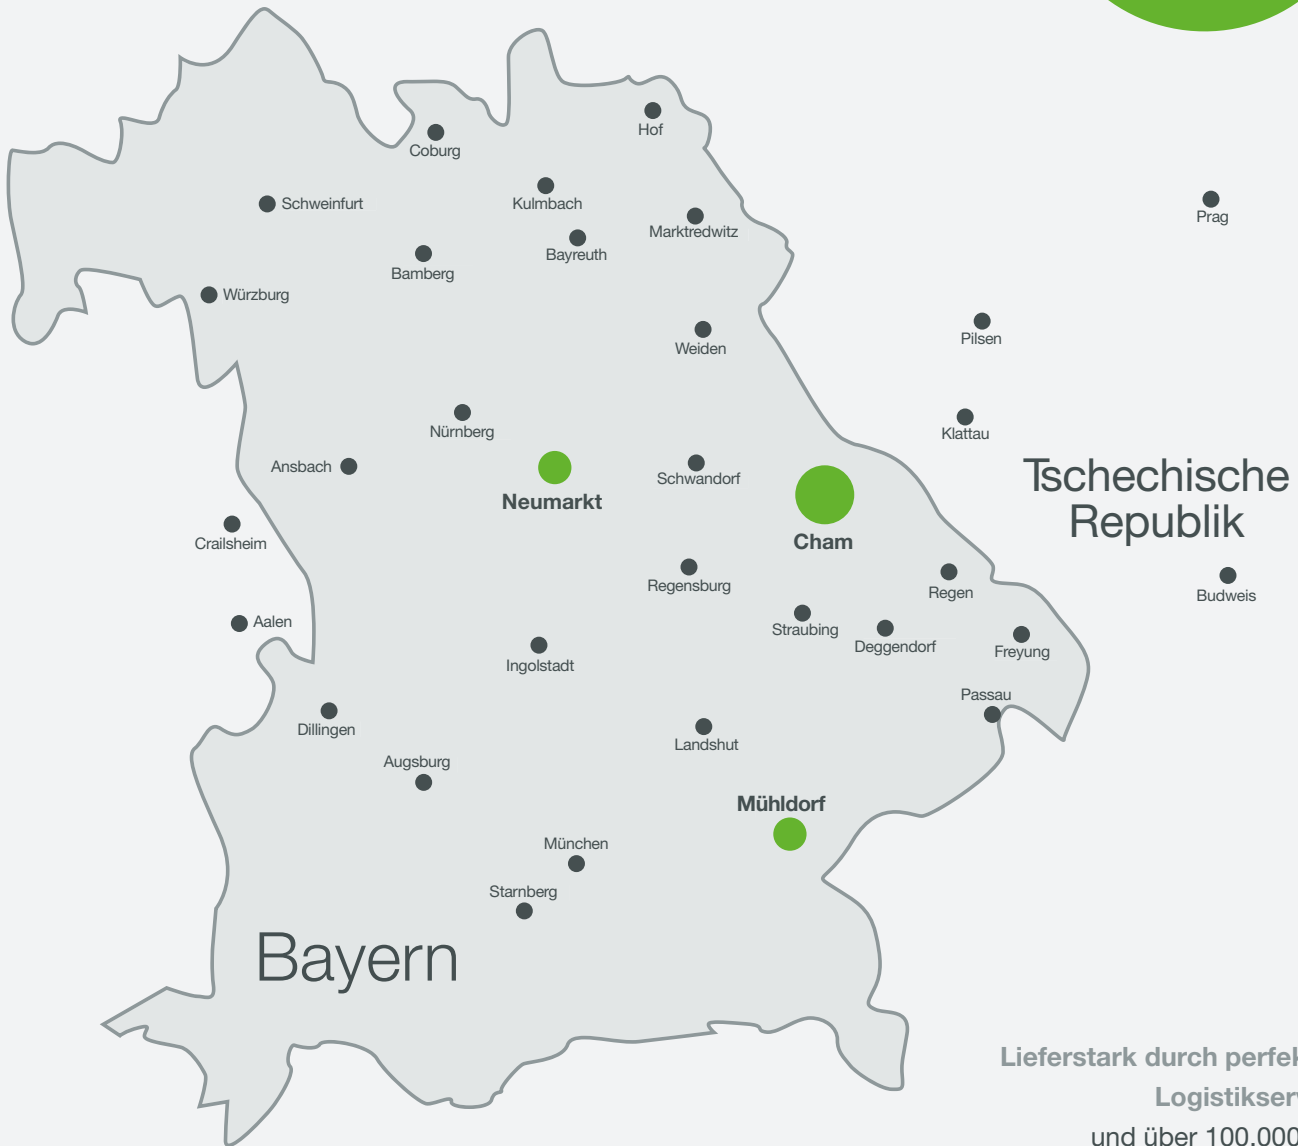 Hof
Coburg
Prag
Schweinfurt
Kulmbach
Marktredwitz
Bayreuth
Bamberg
Würzburg
Pilsen
Weiden
Nürnberg
Klattau
Ansbach
Schwandorf
Tschechische
Republik
Neumarkt
Cham
Crailsheim
Regensburg
Regen
Budweis
Aalen
Straubing
Deggendorf
Freyung
Ingolstadt
Passau
Dillingen
Landshut
Augsburg
Mühldorf
München
Starnberg
Bayern
Lieferstark durch perfek
Logistikser
und über 100.000